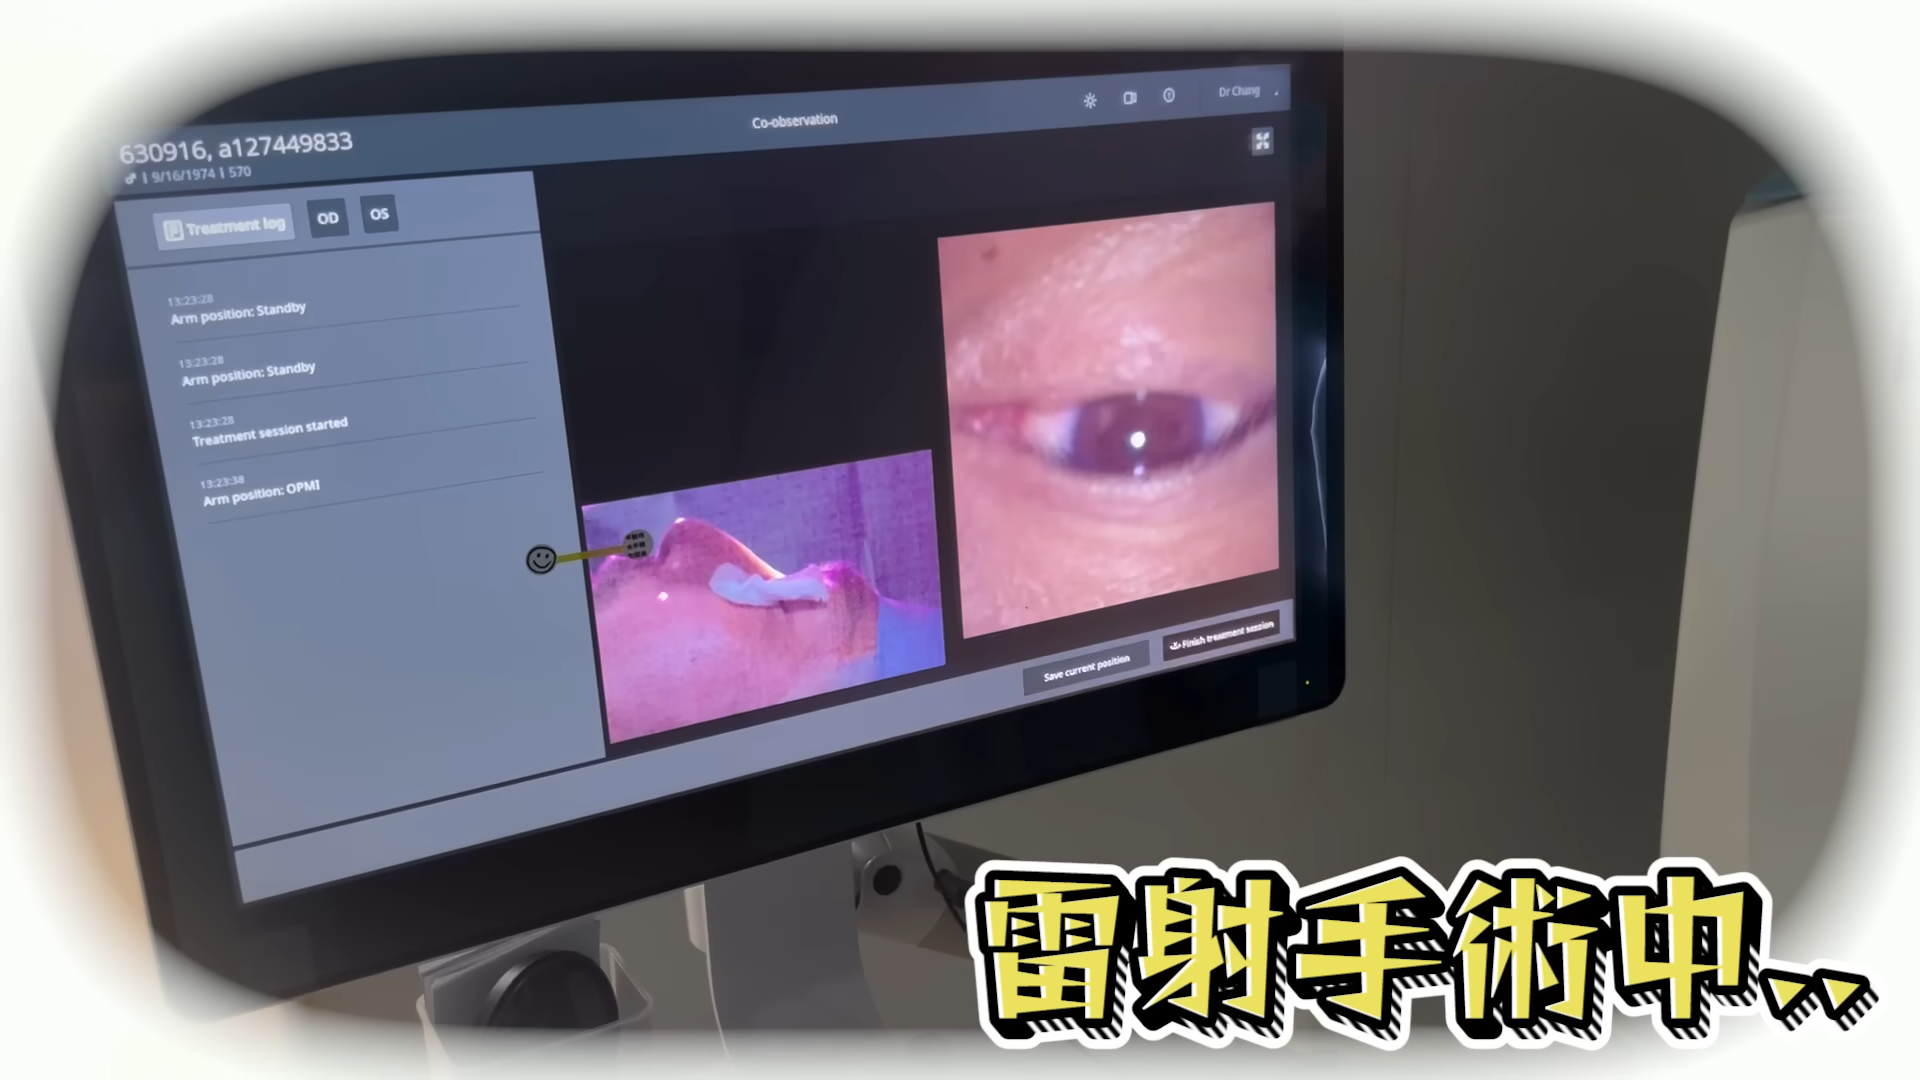 630916, a127449833
9/16/1974 | 570
Co-observation
Dr Chang
Treatment log
OD
OS
13:23:28
Arm position: Standby
13:23:28
Arm position: Standby
13:23:28
Treatment session started
13:23:38
Arm position: OPMI
Save current position
Finish treatment session
雷射手術中..